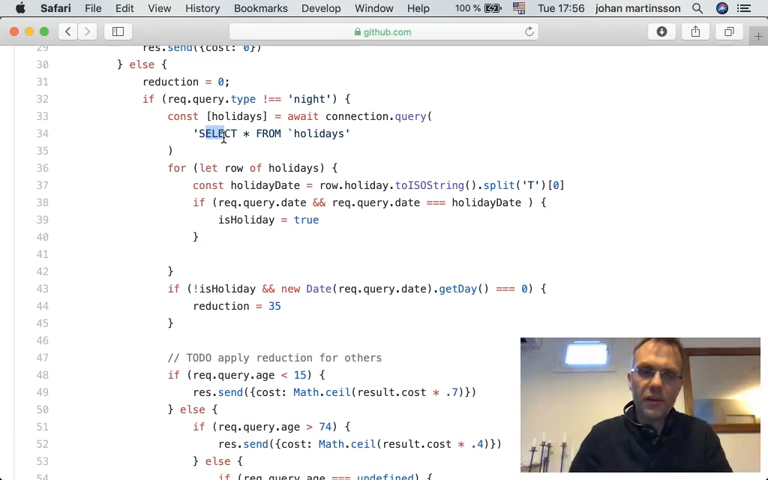 Safari File Edit View History Bookmarks Develop Window Help 100 % Tue 17:56 johan martinsson
github.com
29 res.send({cost: 0})
30 } else {
31 reduction = 0;
32 if (req.query.type !== 'night') {
33 const [holidays] = await connection.query(
34 'SELECT * FROM `holidays'
35 )
36 for (let row of holidays) {
37 const holidayDate = row.holiday.toISOString().split('T')[0]
38 if (req.query.date && req.query.date === holidayDate ) {
39 isHoliday = true
40 }
41
42 }
43 if (!isHoliday && new Date(req.query.date).getDay() === 0) {
44 reduction = 35
45 }
46
47 // TODO apply reduction for others
48 if (req.query.age < 15) {
49 res.send({cost: Math.ceil(result.cost * .7)})
50 } else {
51 if (req.query.age > 74) {
52 res.send({cost: Math.ceil(result.cost * .4)})
53 } else {
54 if (req.query.age === undefined) {